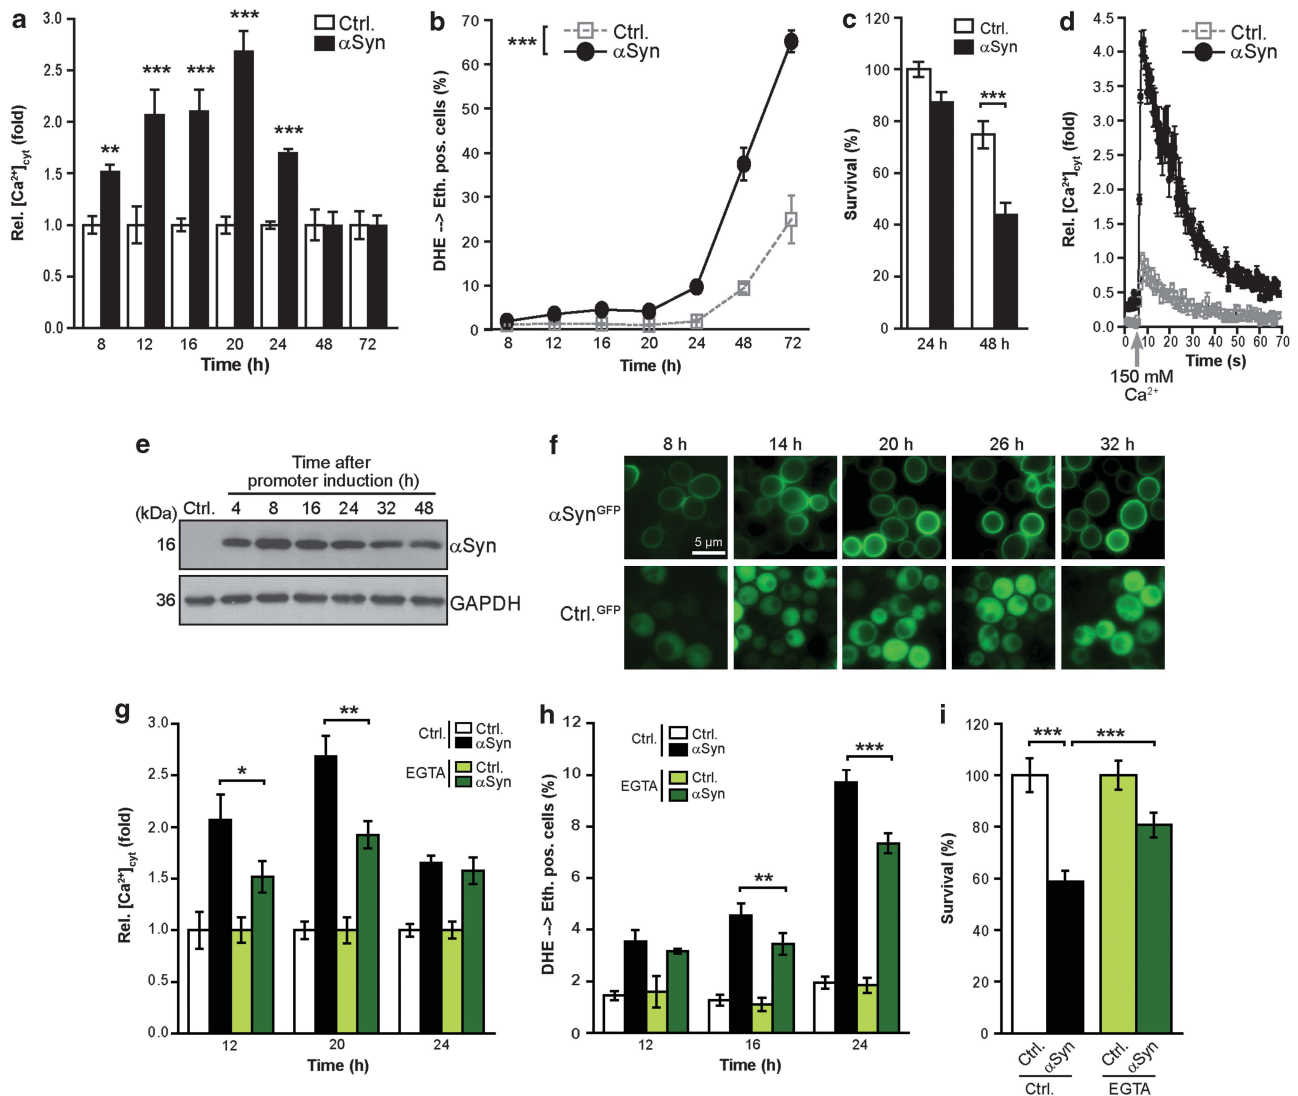 a
3.0
2.5
2.0
1.5
1.0
0.5
0.0
Rel. [Ca²⁺]cyt (fold)
Ctrl.
αSyn
**
***
***
***
***
8 12 16 20 24 48 72
Time (h)
b
70
60
50
40
30
20
10
0
DHE --> Eth. pos. cells (%)
***
Ctrl.
αSyn
8 12 16 20 24 48 72
Time (h)
c
120
100
80
60
40
20
0
Survival (%)
Ctrl.
αSyn
***
24 h 48 h
d
4.5
4.0
3.5
3.0
2.5
2.0
1.5
1.0
0.5
0.0
Rel. [Ca²⁺]cyt (fold)
Ctrl.
αSyn
0 10 20 30 40 50 60 70
Time (s)
150 mM
Ca²⁺
e
Time after
promoter induction (h)
(kDa) Ctrl. 4 8 16 24 32 48
16 αSyn
36 GAPDH
f
8 h 14 h 20 h 26 h 32 h
αSynᴳᶠᴾ
5 µm
Ctrl.ᴳᶠᴾ
g
3.0
2.5
2.0
1.5
1.0
0.5
0.0
Rel. [Ca²⁺]cyt (fold)
Ctrl. Ctrl.
αSyn
EGTA Ctrl.
αSyn
*
**
12 20 24
Time (h)
h
12
10
8
6
4
2
0
DHE --> Eth. pos. cells (%)
Ctrl. Ctrl.
αSyn
EGTA Ctrl.
αSyn
**
***
12 16 24
Time (h)
i
120
100
80
60
40
20
0
Survival (%)
*** ***
Ctrl. αSyn Ctrl. αSyn
Ctrl. EGTA